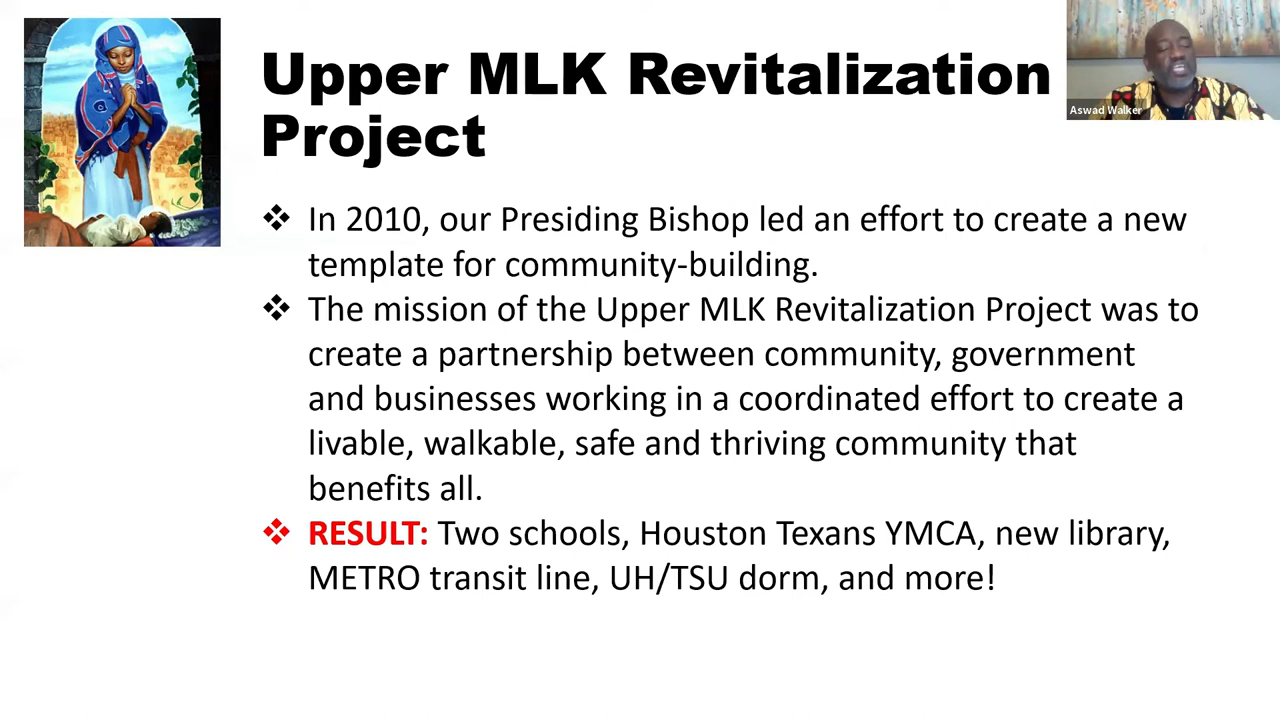 Upper MLK Revitalization
Project
Aswad Walker
❖ In 2010, our Presiding Bishop led an effort to create a new
template for community-building.
❖ The mission of the Upper MLK Revitalization Project was to
create a partnership between community, government
and businesses working in a coordinated effort to create a
livable, walkable, safe and thriving community that
benefits all.
❖ RESULT: Two schools, Houston Texans YMCA, new library,
METRO transit line, UH/TSU dorm, and more!